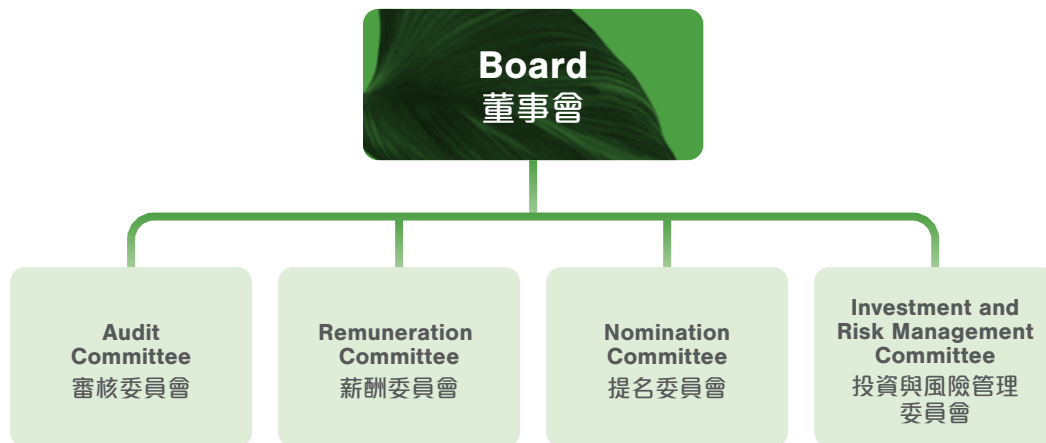 Board
董事會
Audit
Committee
審核委員會
Remuneration
Committee
薪酬委員會
Nomination
Committee
提名委員會
Investment and
Risk Management
Committee
投資與風險管理
委員會